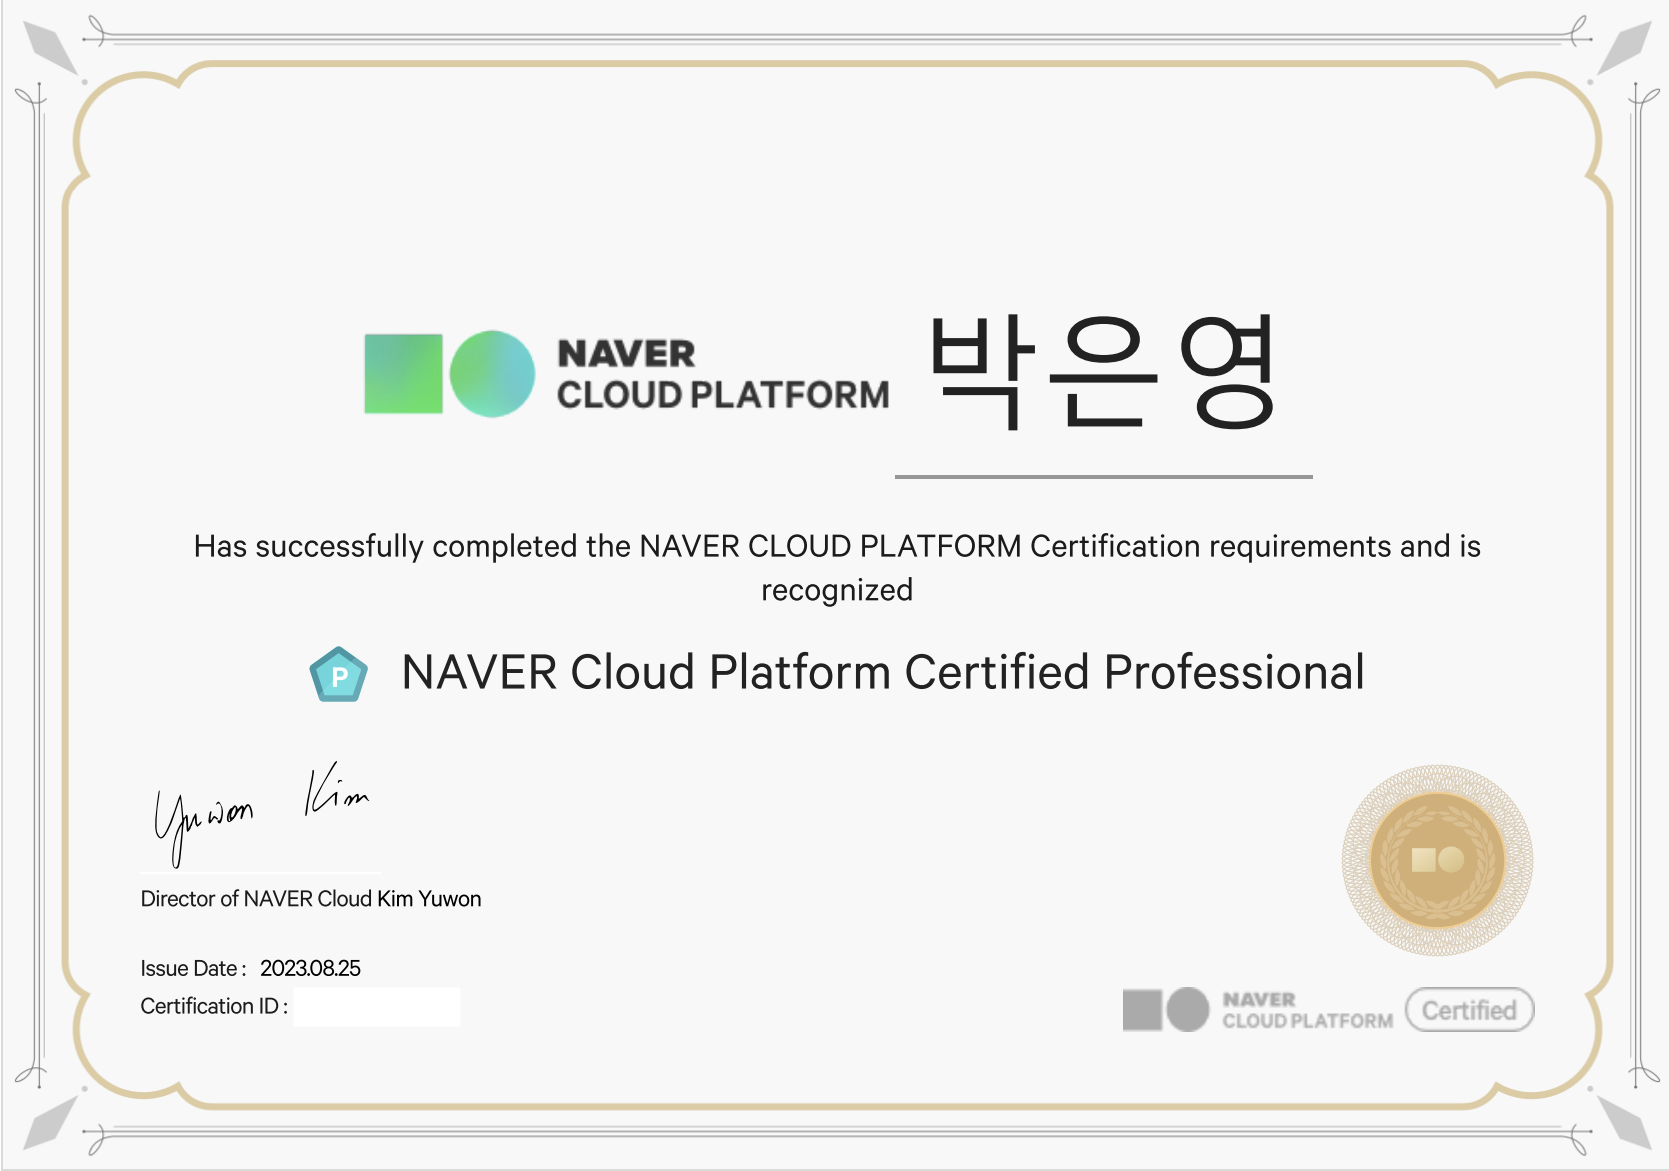 NAVER
CLOUD PLATFORM
박은영
Has successfully completed the NAVER CLOUD PLATFORM Certification requirements and is
recognized
P
NAVER Cloud Platform Certified Professional
Yuwon Kim
Director of NAVER Cloud Kim Yuwon
Issue Date : 2023.08.25
Certification ID :
NAVER
CLOUD PLATFORM
Certified